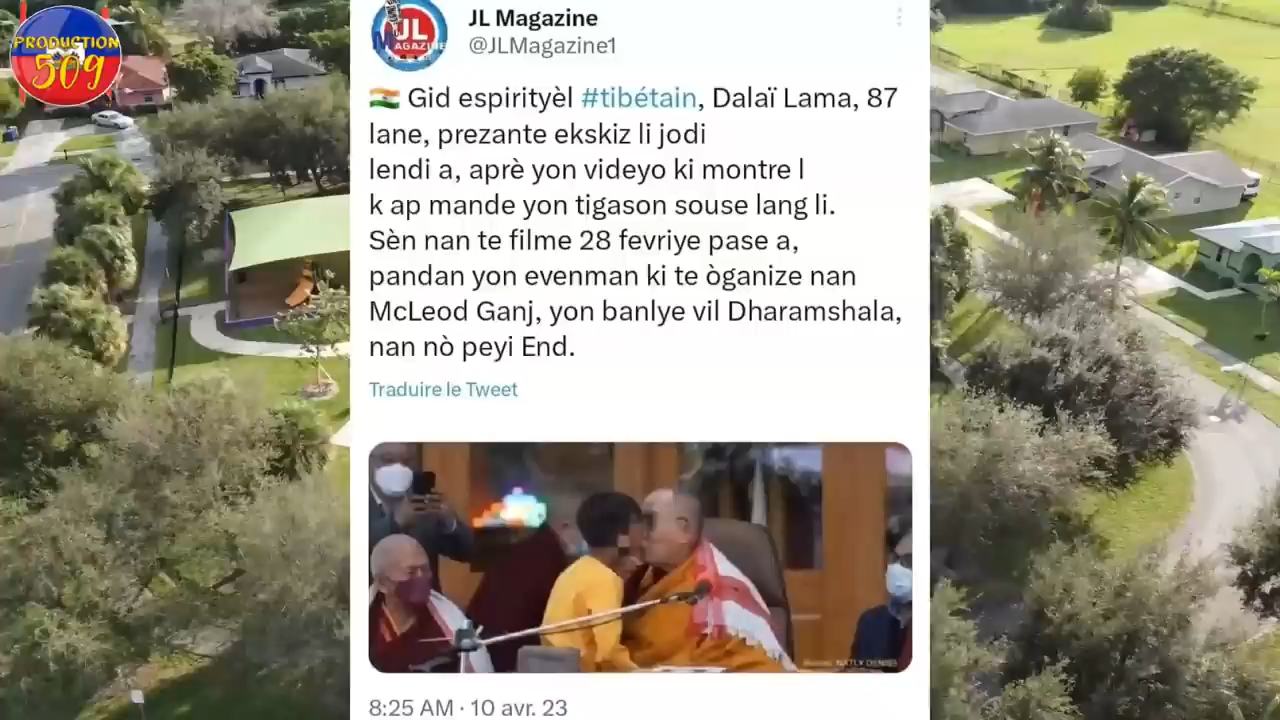 PRODUCTION
509
JL
MAGAZINE
JL Magazine
@JLMagazine1
🇮🇳 Gid espirityèl #tibétain, Dalaï Lama, 87
lane, prezante ekskiz li jodi
lendi a, aprè yon videyo ki montre l
k ap mande yon tigason souse lang li.
Sèn nan te filme 28 fevriye pase a,
pandan yon evenman ki te òganize nan
McLeod Ganj, yon banlye vil Dharamshala,
nan nò peyi End.
Traduire le Tweet
8:25 AM · 10 avr. 23